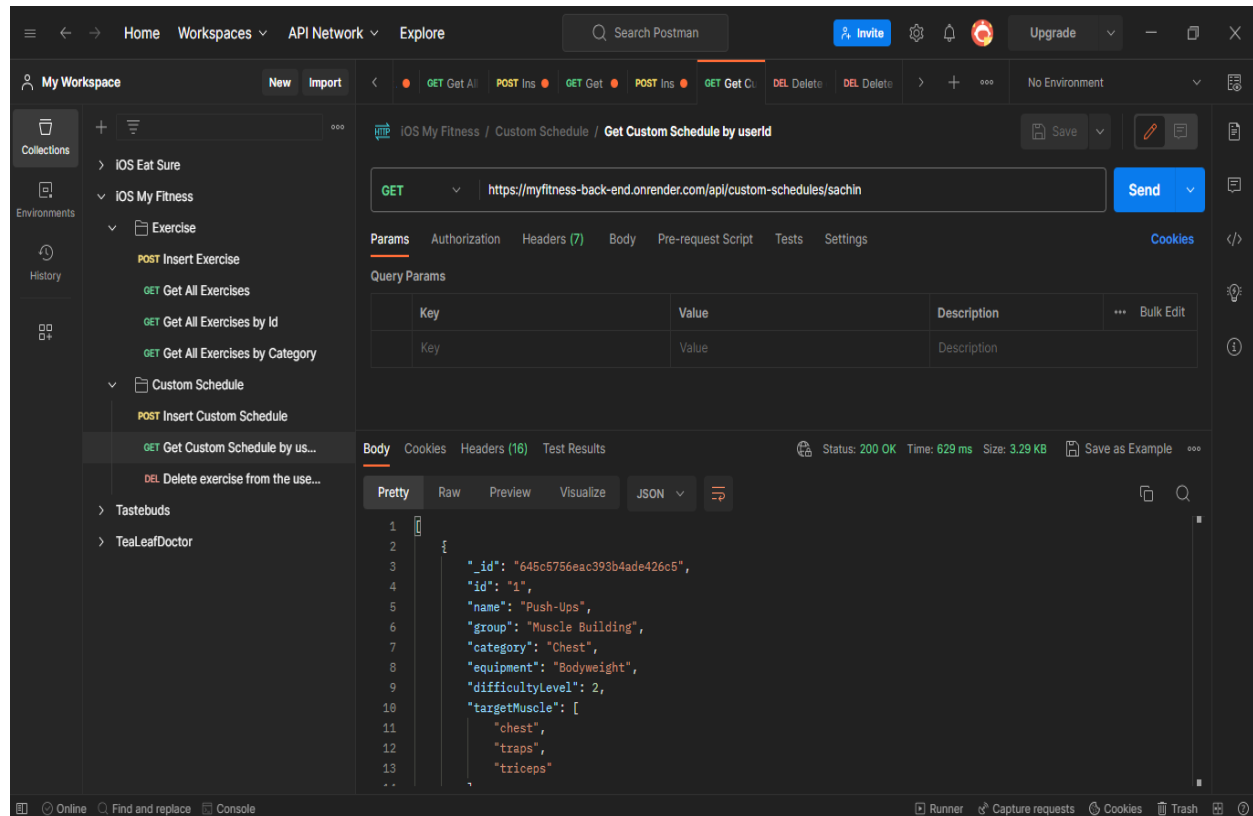 Home Workspaces API Network Explore Search Postman Invite Upgrade
My Workspace New Import GET Get All POST Ins GET Get POST Ins GET Get Cu DEL Delete DEL Delete No Environment
Collections
Environments
History
iOS Eat Sure
iOS My Fitness
Exercise
POST Insert Exercise
GET Get All Exercises
GET Get All Exercises by Id
GET Get All Exercises by Category
Custom Schedule
POST Insert Custom Schedule
GET Get Custom Schedule by us...
DEL Delete exercise from the use...
Tastebuds
TeaLeafDoctor
HTTP iOS My Fitness / Custom Schedule / Get Custom Schedule by userId Save
GET https://myfitness-back-end.onrender.com/api/custom-schedules/sachin Send
Params Authorization Headers (7) Body Pre-request Script Tests Settings Cookies
Query Params
Key Value Description Bulk Edit
Key Value Description
Body Cookies Headers (16) Test Results Status: 200 OK Time: 629 ms Size: 3.29 KB Save as Example
Pretty Raw Preview Visualize JSON
1 [
2 {
3 "_id": "645c5756eac393b4ade426c5",
4 "id": "1",
5 "name": "Push-Ups",
6 "group": "Muscle Building",
7 "category": "Chest",
8 "equipment": "Bodyweight",
9 "difficultyLevel": 2,
10 "targetMuscle": [
11 "chest",
12 "traps",
13 "triceps"
Online Find and replace Console Runner Capture requests Cookies Trash